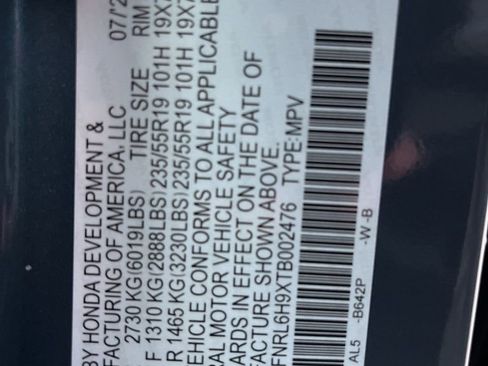 BY HONDA DEVELOPMENT &
FACTURING OF AMERICA, LLC 07/2
2730 KG(6019LBS) TIRE SIZE RIM
F 1310 KG(2888LBS)235/55R19 101H 19X7
R 1465 KG(3230LBS)235/55R19 101H 19X7
EHICLE CONFORMS TO ALL APPLICABLE
RAL MOTOR VEHICLE SAFETY
ARDS IN EFFECT ON THE DATE OF
FACTURE SHOWN ABOVE.
FNRL6H9XTB002476 TYPE:MPV
AL5 -B642P -W -B